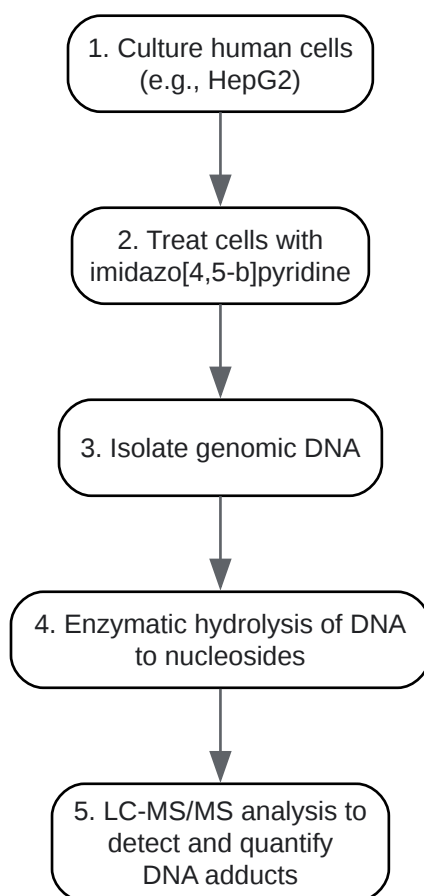 1. Culture human cells
(e.g., HepG2)
2. Treat cells with
imidazo[4,5-b]pyridine
3. Isolate genomic DNA
4. Enzymatic hydrolysis of DNA
to nucleosides
5. LC-MS/MS analysis to
detect and quantify
DNA adducts